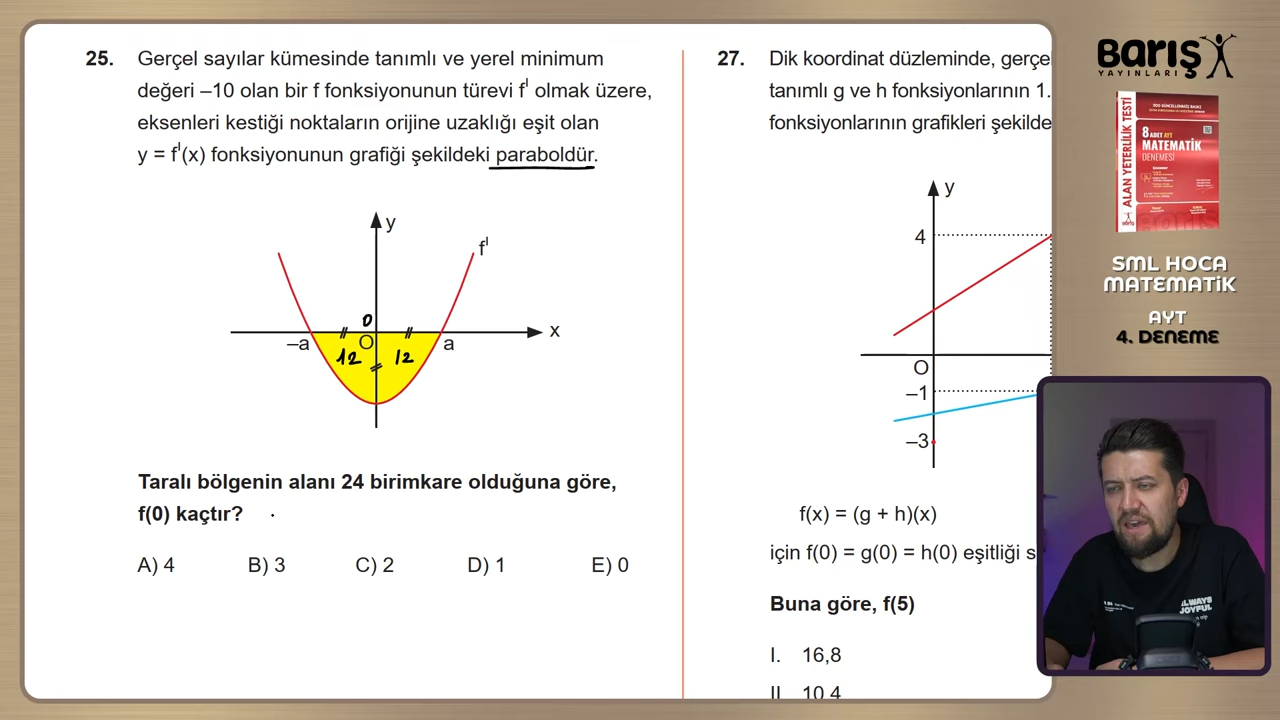 25. Gerçel sayılar kümesinde tanımlı ve yerel minimum
değeri –10 olan bir f fonksiyonunun türevi f' olmak üzere,
eksenleri kestiği noktaların orijine uzaklığı eşit olan
y = f'(x) fonksiyonunun grafiği şekildeki paraboldür.
y
f'
0
–a
O
a
x
12
12
Taralı bölgenin alanı 24 birimkare olduğuna göre,
f(0) kaçtır?
A) 4 B) 3 C) 2 D) 1 E) 0
27. Dik koordinat düzleminde, gerçe
tanımlı g ve h fonksiyonlarının 1.
fonksiyonlarının grafikleri şekilde
y
4
O
–1
–3
f(x) = (g + h)(x)
için f(0) = g(0) = h(0) eşitliği s
Buna göre, f(5)
I. 16,8
II 10 4
BARIŞ
YAYINLARI
ALAN YETERLİLİK TESTİ
8 ADET AYT
MATEMATİK
DENEMESİ
SML HOCA
MATEMATİK
AYT
4. DENEME
ALWAYS
JOYFUL